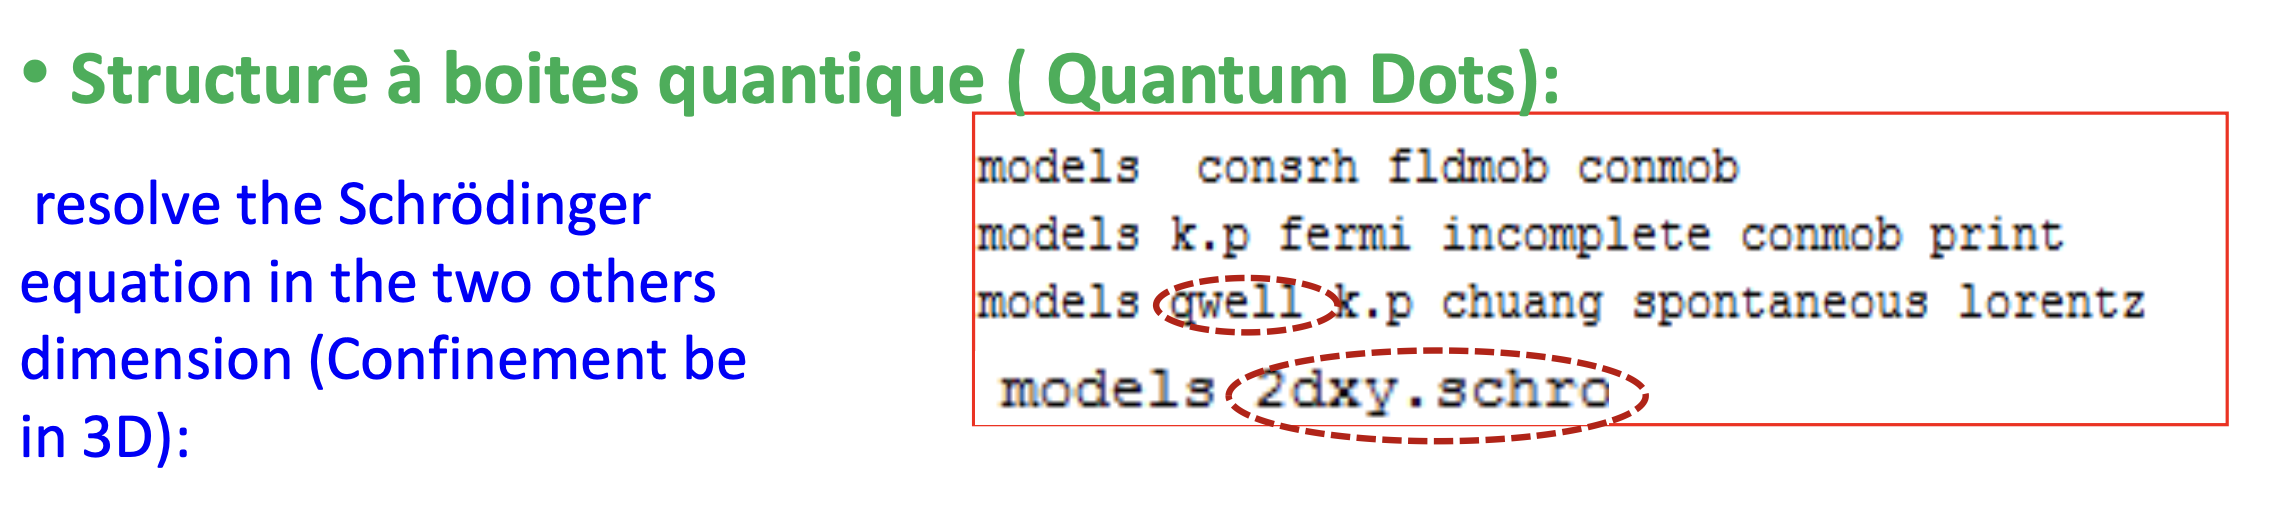 • Structure à boites quantique ( Quantum Dots):
resolve the Schrödinger
equation in the two others
dimension (Confinement be
in 3D):
models consrh fldmob conmob
models k.p fermi incomplete conmob print
models qwell k.p chuang spontaneous lorentz
models 2dxy.schro